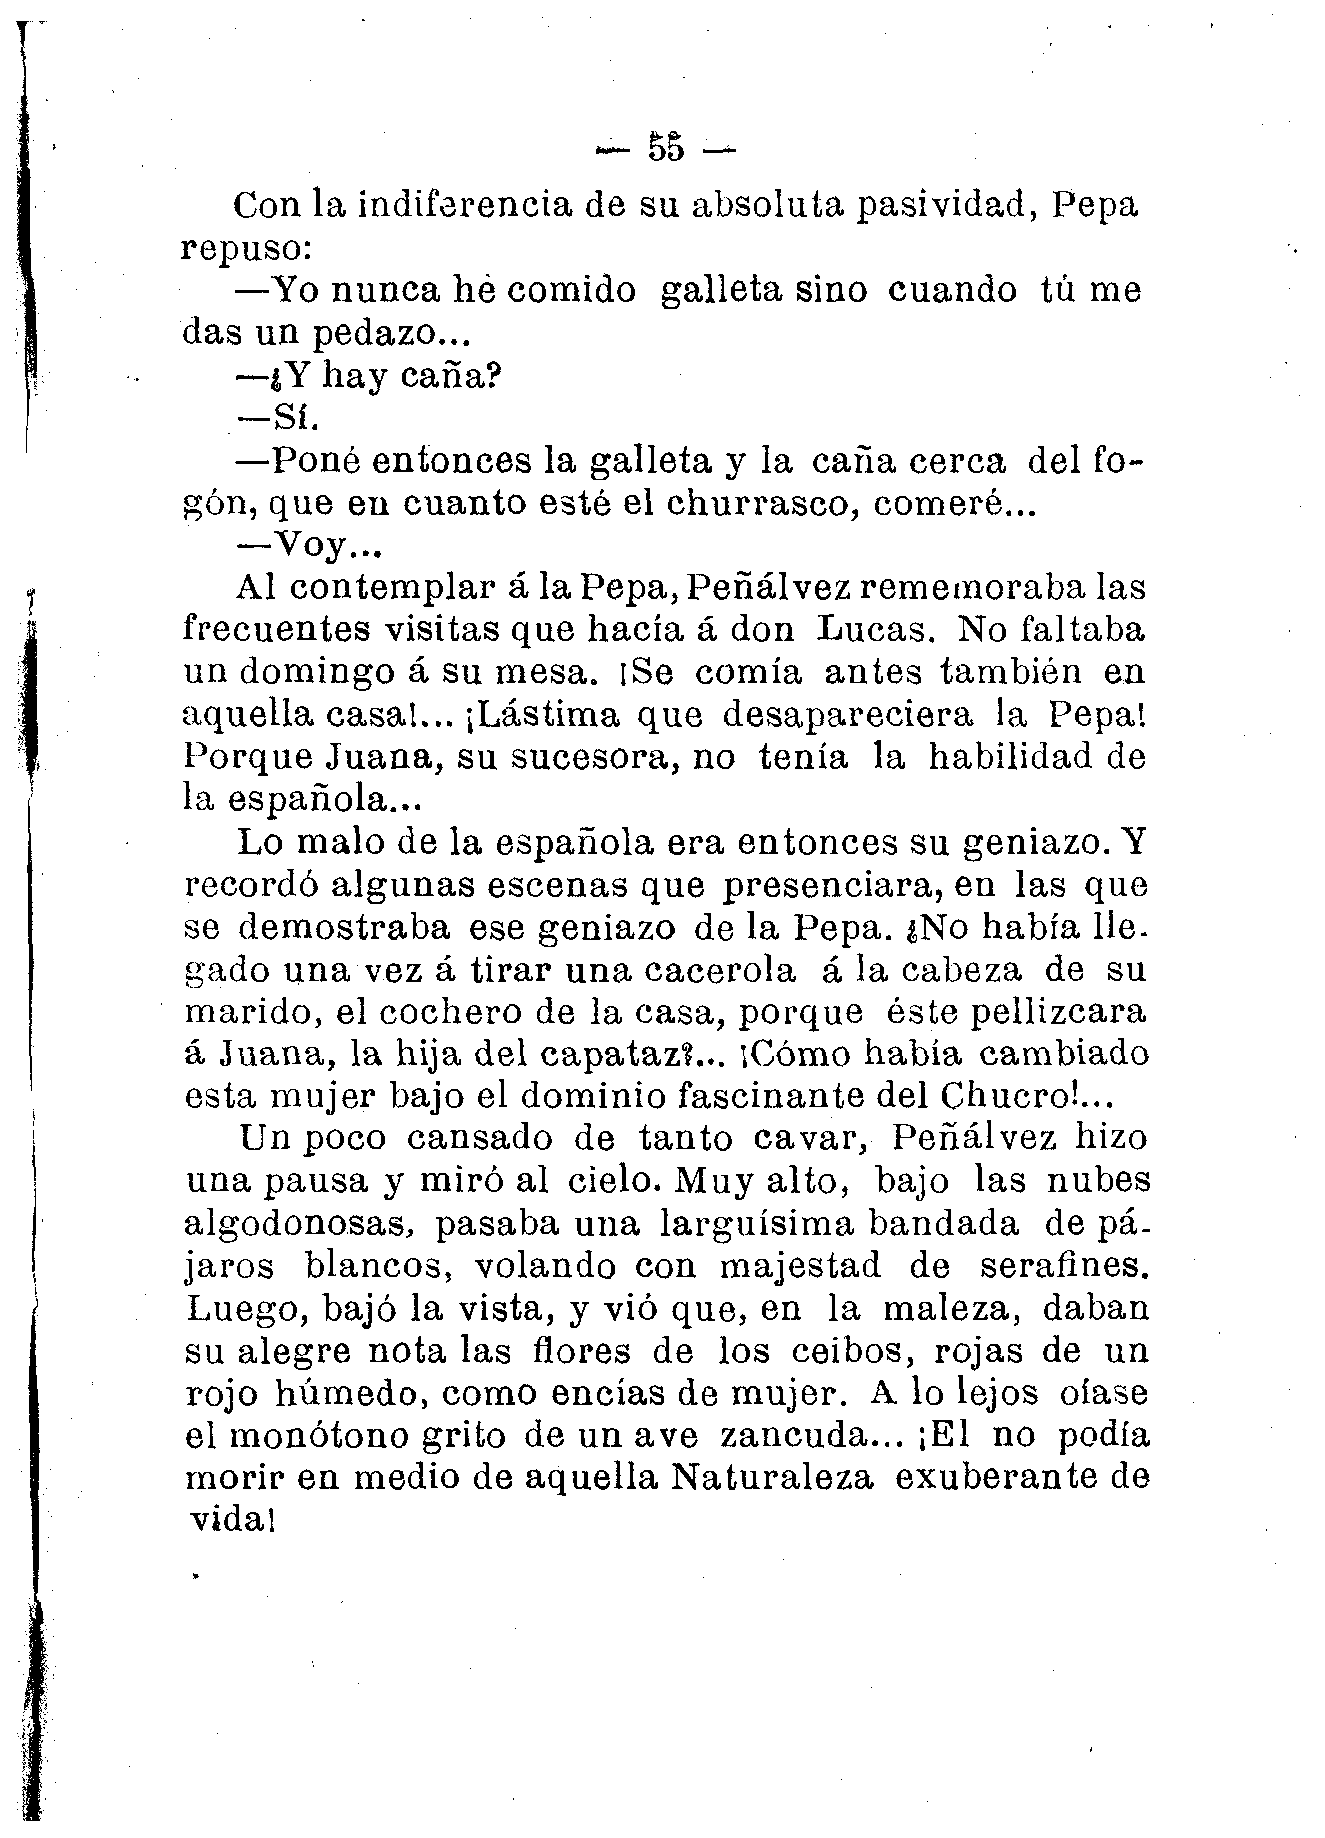 — 55 —
Con la indiferencia de su absoluta pasividad, Pepa
repuso:
—Yo nunca hé comido galleta sino cuando tú me
das un pedazo...
—¿Y hay caña?
—Sí.
—Poné entonces la galleta y la caña cerca del fo-
gón, que en cuanto esté el churrasco, comeré...
—Voy...
Al contemplar á la Pepa, Peñálvez rememoraba las
frecuentes visitas que hacía á don Lucas. No faltaba
un domingo á su mesa. ¡Se comía antes también en
aquella casa!... ¡Lástima que desapareciera la Pepa!
Porque Juana, su sucesora, no tenía la habilidad de
la española...
Lo malo de la española era entonces su geniazo. Y
recordó algunas escenas que presenciara, en las que
se demostraba ese geniazo de la Pepa. ¿No había lle-
gado una vez á tirar una cacerola á la cabeza de su
marido, el cochero de la casa, porque éste pellizcara
á Juana, la hija del capataz?... ¡Cómo había cambiado
esta mujer bajo el dominio fascinante del Chucro!...
Un poco cansado de tanto cavar, Peñálvez hizo
una pausa y miró al cielo. Muy alto, bajo las nubes
algodonosas, pasaba una larguísima bandada de pá-
jaros blancos, volando con majestad de serafines.
Luego, bajó la vista, y vió que, en la maleza, daban
su alegre nota las flores de los ceibos, rojas de un
rojo húmedo, como encías de mujer. A lo lejos oíase
el monótono grito de un ave zancuda... ¡El no podía
morir en medio de aquella Naturaleza exuberante de
vida!